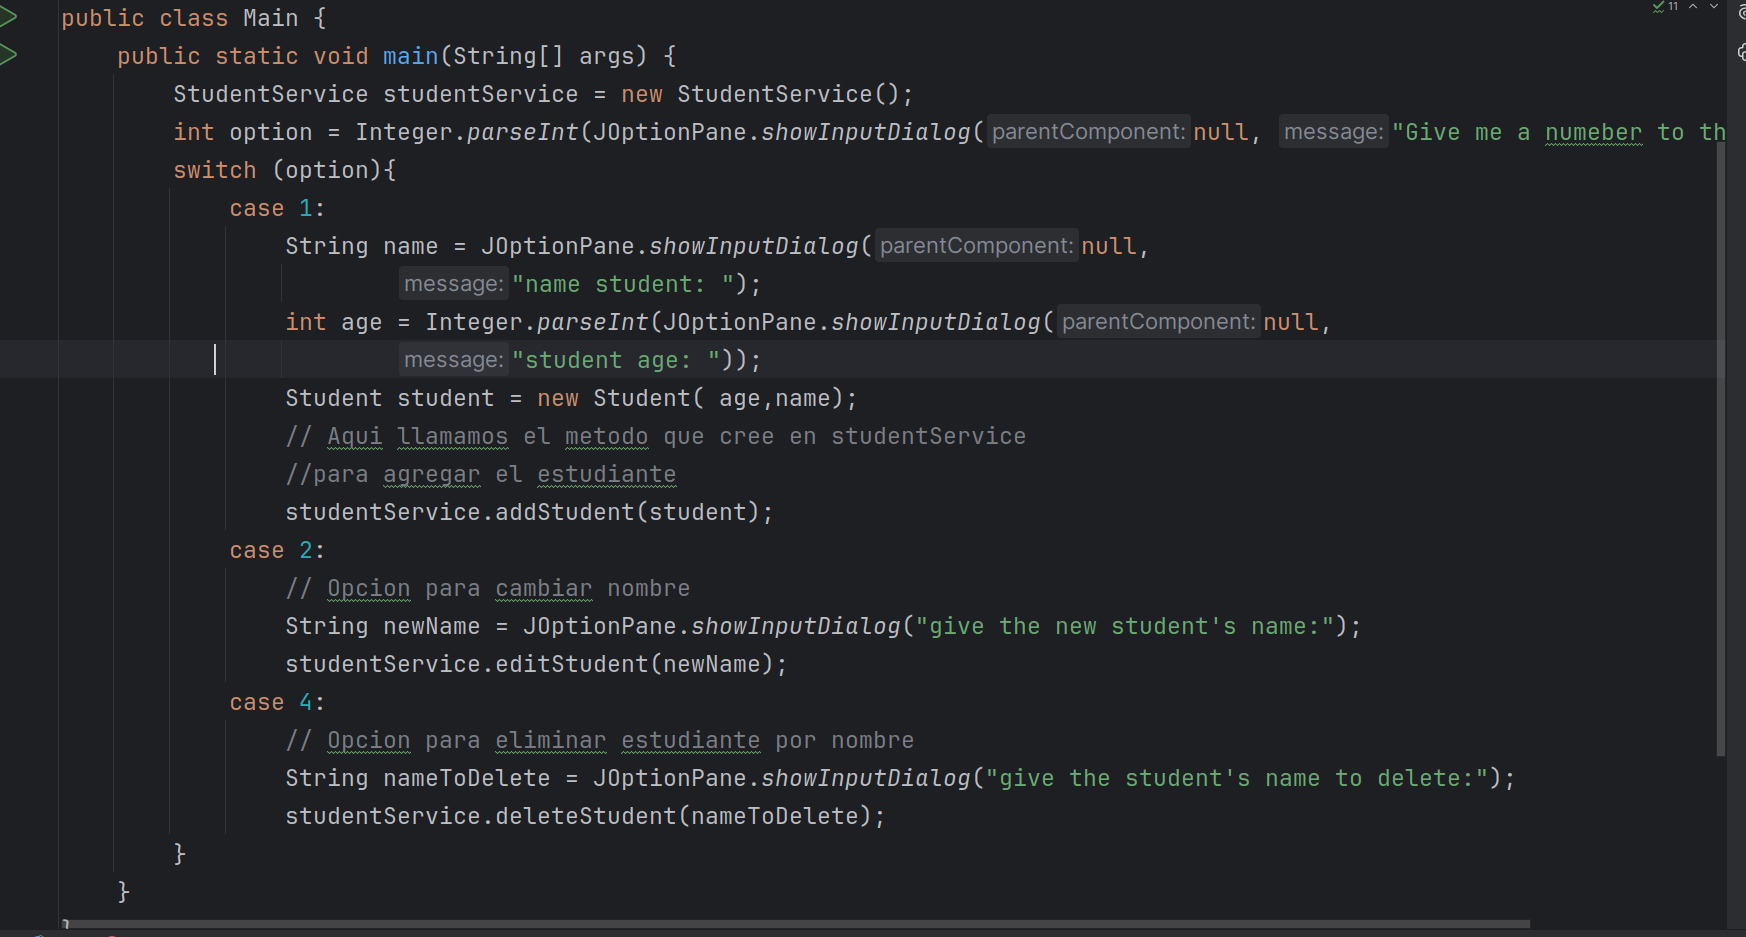 11
public class Main {
    public static void main(String[] args) {
        StudentService studentService = new StudentService();
        int option = Integer.parseInt(JOptionPane.showInputDialog( parentComponent: null, message: "Give me a numeber to th
        switch (option){
            case 1:
                String name = JOptionPane.showInputDialog( parentComponent: null,
                        message: "name student: ");
                int age = Integer.parseInt(JOptionPane.showInputDialog( parentComponent: null,
                        message: "student age: "));
                Student student = new Student( age,name);
                // Aqui llamamos el metodo que cree en studentService
                //para agregar el estudiante
                studentService.addStudent(student);
            case 2:
                // Opcion para cambiar nombre
                String newName = JOptionPane.showInputDialog("give the new student's name:");
                studentService.editStudent(newName);
            case 4:
                // Opcion para eliminar estudiante por nombre
                String nameToDelete = JOptionPane.showInputDialog("give the student's name to delete:");
                studentService.deleteStudent(nameToDelete);
        }
    }
}